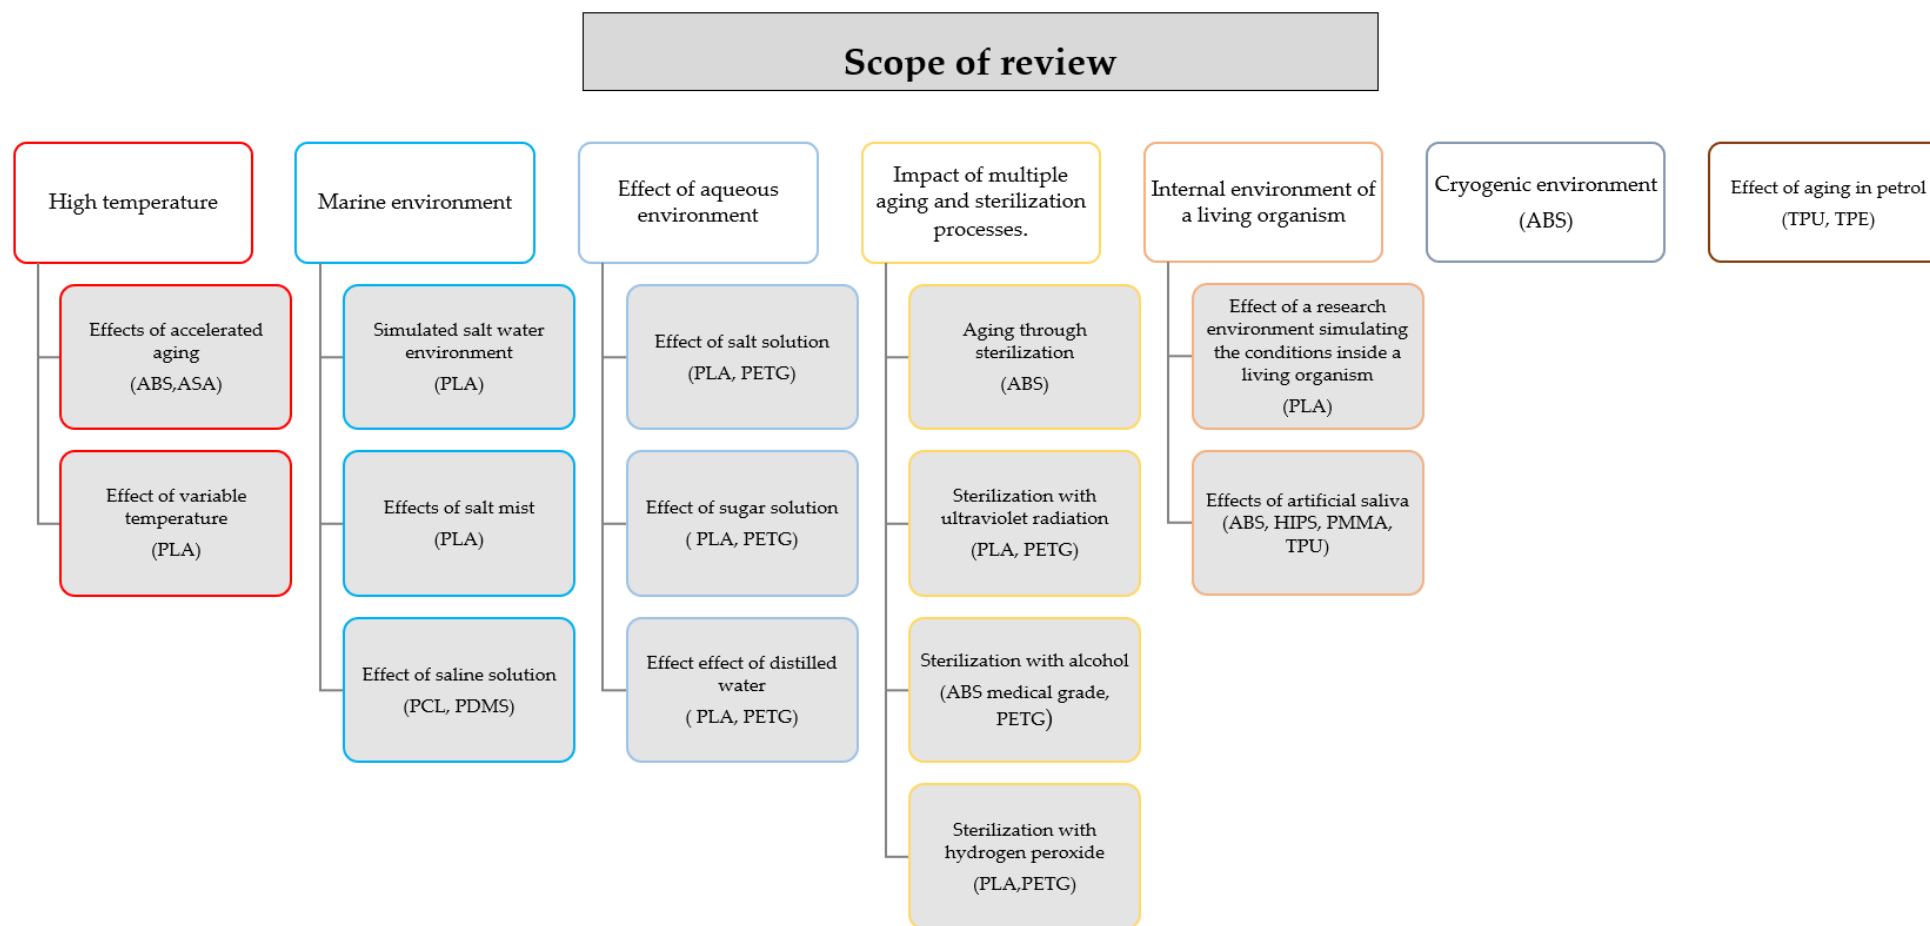 Scope of review
High temperature
Effects of accelerated
aging
(ABS,ASA)
Effect of variable
temperature
(PLA)
Marine environment
Simulated salt water
environment
(PLA)
Effects of salt mist
(PLA)
Effect of saline solution
(PCL, PDMS)
Effect of aqueous
environment
Effect of salt solution
(PLA, PETG)
Effect of sugar solution
( PLA, PETG)
Effect effect of distilled
water
( PLA, PETG)
Impact of multiple
aging and sterilization
processes.
Aging through
sterilization
(ABS)
Sterilization with
ultraviolet radiation
(PLA, PETG)
Sterilization with alcohol
(ABS medical grade,
PETG)
Sterilization with
hydrogen peroxide
(PLA,PETG)
Internal environment of
a living organism
Effect of a research
environment simulating
the conditions inside a
living organism
(PLA)
Effects of artificial saliva
(ABS, HIPS, PMMA,
TPU)
Cryogenic environment
(ABS)
Effect of aging in petrol
(TPU, TPE)